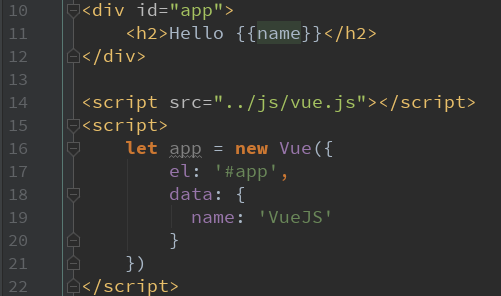 10 <div id="app">
11     <h2>Hello {{name}}</h2>
12 </div>
13
14 <script src="../js/vue.js"></script>
15 <script>
16     let app = new Vue({
17         el: '#app',
18         data: {
19           name: 'VueJS'
20         }
21     })
22 </script>